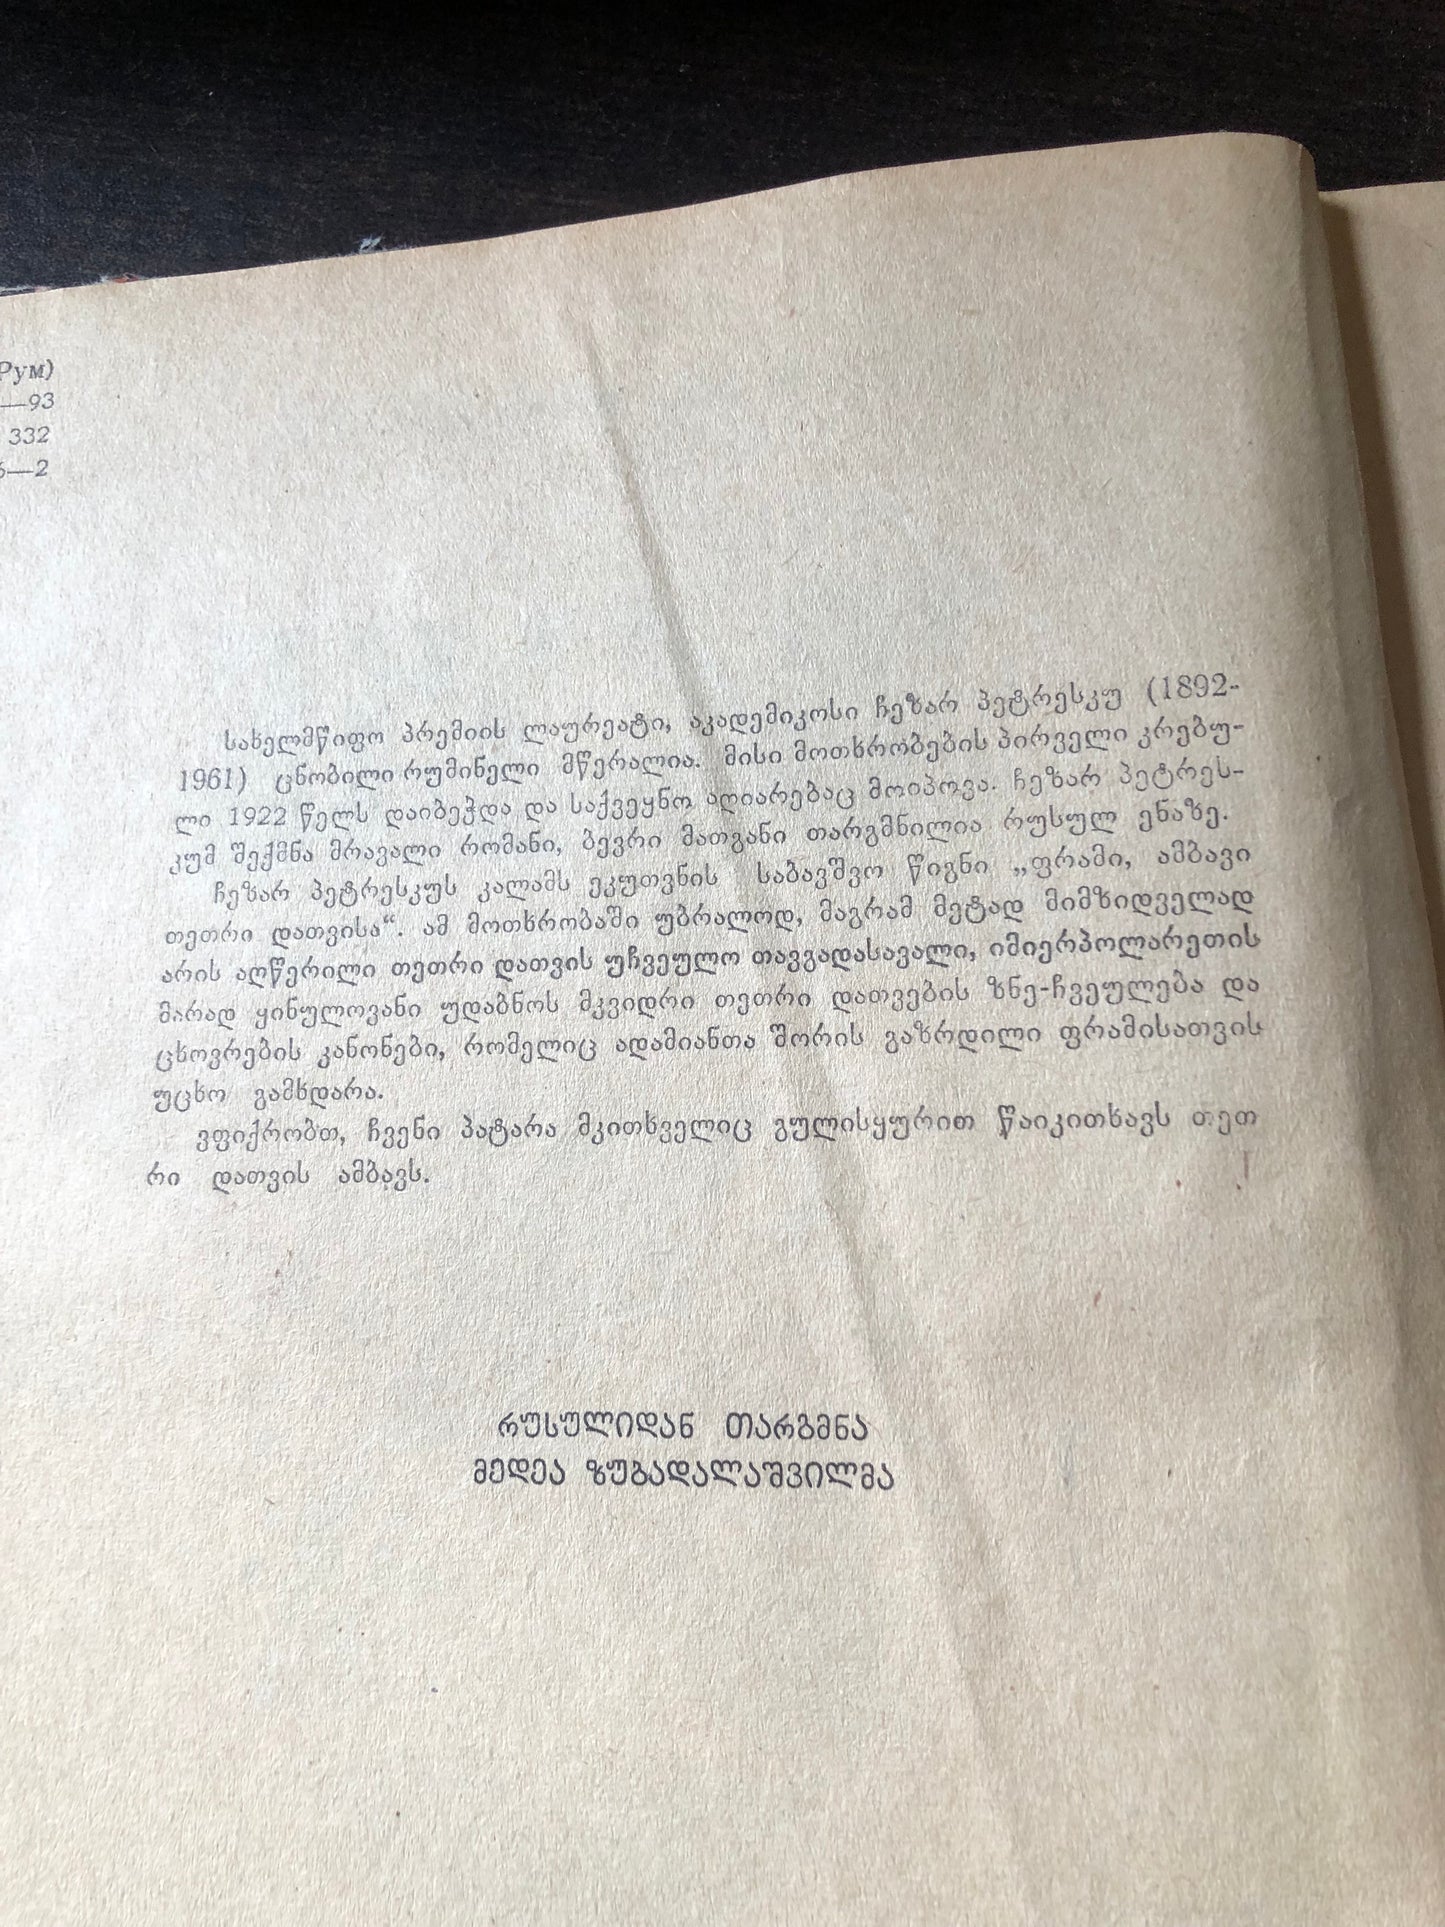 Рум)
—93
332
6—2
სახელმწიფო პრემიის ლაურეატი, აკადემიკოსი ჩეზარ პეტრესკუ (1892-
1961) ცნობილი რუმინელი მწერალია. მისი მოთხრობების პირველი კრებუ-
ლი 1922 წელს დაიბეჭდა და საქვეყნო აღიარებაც მოიპოვა. ჩეზარ პეტრეს-
კუმ შექმნა მრავალი რომანი, ბევრი მათგანი თარგმნილია რუსულ ენაზე.
ჩეზარ პეტრესკუს კალამს ეკუთვნის საბავშვო წიგნი „ფრამი, ამბავი
თეთრი დათვისა“. ამ მოთხრობაში უბრალოდ, მაგრამ მეტად მიმზიდველად
არის აღწერილი თეთრი დათვის უჩვეულო თავგადასავალი, იმიერპოლარეთის
მარად ყინულოვანი უდაბნოს მკვიდრი თეთრი დათვების ზნე-ჩვეულება და
ცხოვრების კანონები, რომელიც ადამიანთა შორის გაზრდილი ფრამისათვის
უცხო გამხდარა.
ვფიქრობთ, ჩვენი პატარა მკითხველიც გულისყურით წაიკითხავს თეთ
რი დათვის ამბავს.
რუსულიდან თარგმნა
მედეა ზუბადალაშვილმა